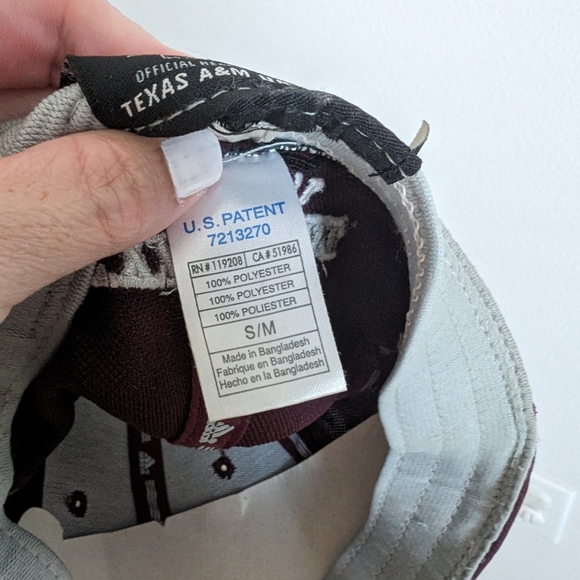 OFFICIAL
TEXAS A&M
U.S. PATENT
7213270
RN # 119208 CA # 51986
100% POLYESTER
100% POLYESTER
100% POLIESTER
S/M
Made in Bangladesh
Fabrique en Bangladesh
Hecho en la Bangladesh